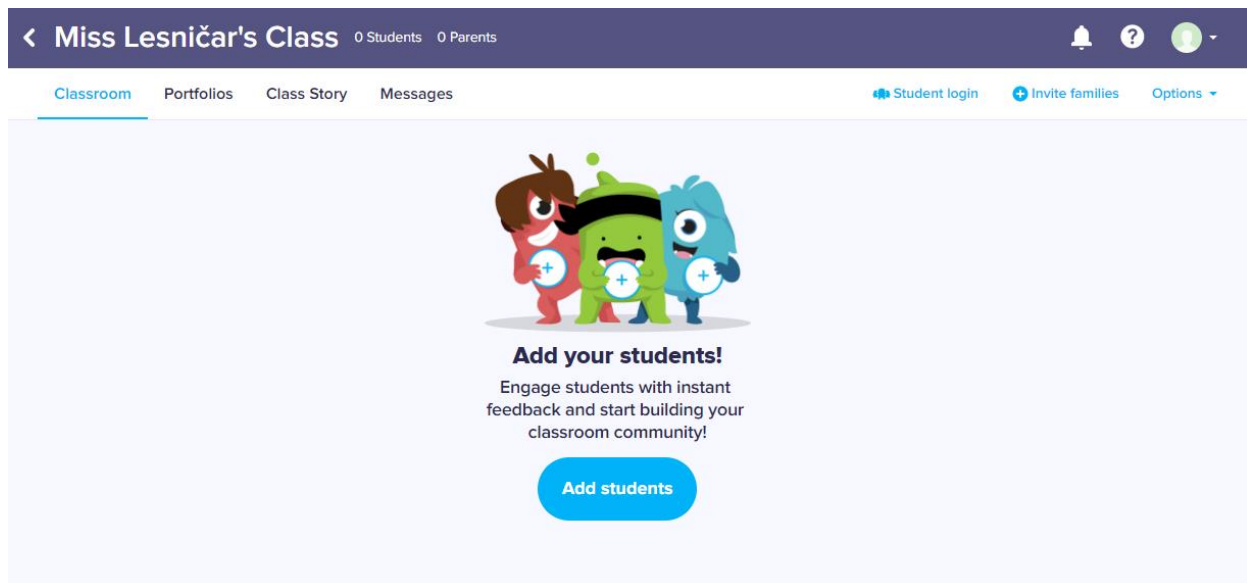 Miss Lesničar's Class 0 Students 0 Parents ?
Classroom Portfolios Class Story Messages Student login Invite families Options
Add your students!
Engage students with instant
feedback and start building your
classroom community!
Add students